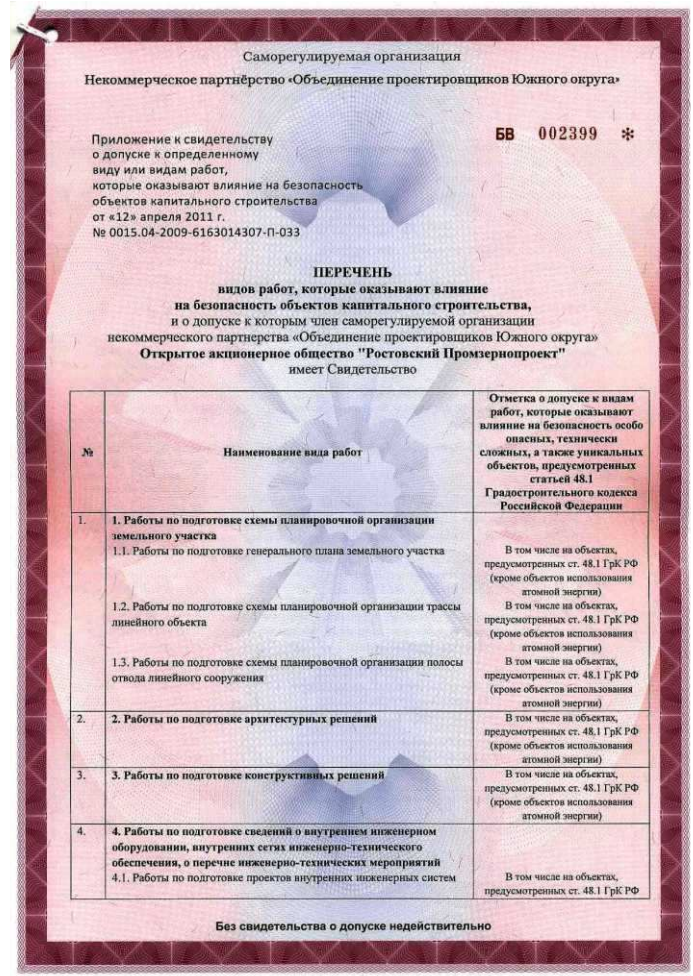 Саморегулируемая организация
Некоммерческое партнёрство «Объединение проектировщиков Южного округа»
БВ 002399 *
Приложение к свидетельству
о допуске к определенному
виду или видам работ,
которые оказывают влияние на безопасность
объектов капитального строительства
от «12» апреля 2011 г.
№ 0015.04-2009-6163014307-П-033
ПЕРЕЧЕНЬ
видов работ, которые оказывают влияние
на безопасность объектов капитального строительства,
и о допуске к которым член саморегулируемой организации
некоммерческого партнерства «Объединение проектировщиков Южного округа»
Открытое акционерное общество "Ростовский Промзернопроект"
имеет Свидетельство
№
Наименование вида работ
Отметка о допуске к видам
работ, которые оказывают
влияние на безопасность особо
опасных, технически
сложных, а также уникальных
объектов, предусмотренных
статьей 48.1
Градостроительного кодекса
Российской Федерации
1.
1. Работы по подготовке схемы планировочной организации
земельного участка
1.1. Работы по подготовке генерального плана земельного участка
В том числе на объектах,
предусмотренных ст. 48.1 ГрК РФ
(кроме объектов использования
атомной энергии)
1.2. Работы по подготовке схемы планировочной организации трассы
линейного объекта
В том числе на объектах,
предусмотренных ст. 48.1 ГрК РФ
(кроме объектов использования
атомной энергии)
1.3. Работы по подготовке схемы планировочной организации полосы
отвода линейного сооружения
В том числе на объектах,
предусмотренных ст. 48.1 ГрК РФ
(кроме объектов использования
атомной энергии)
2.
2. Работы по подготовке архитектурных решений
В том числе на объектах,
предусмотренных ст. 48.1 ГрК РФ
(кроме объектов использования
атомной энергии)
3.
3. Работы по подготовке конструктивных решений
В том числе на объектах,
предусмотренных ст. 48.1 ГрК РФ
(кроме объектов использования
атомной энергии)
4.
4. Работы по подготовке сведений о внутреннем инженерном
оборудовании, внутренних сетях инженерно-технического
обеспечения, о перечне инженерно-технических мероприятий
4.1. Работы по подготовке проектов внутренних инженерных систем
В том числе на объектах,
предусмотренных ст. 48.1 ГрК РФ
Без свидетельства о допуске недействительно